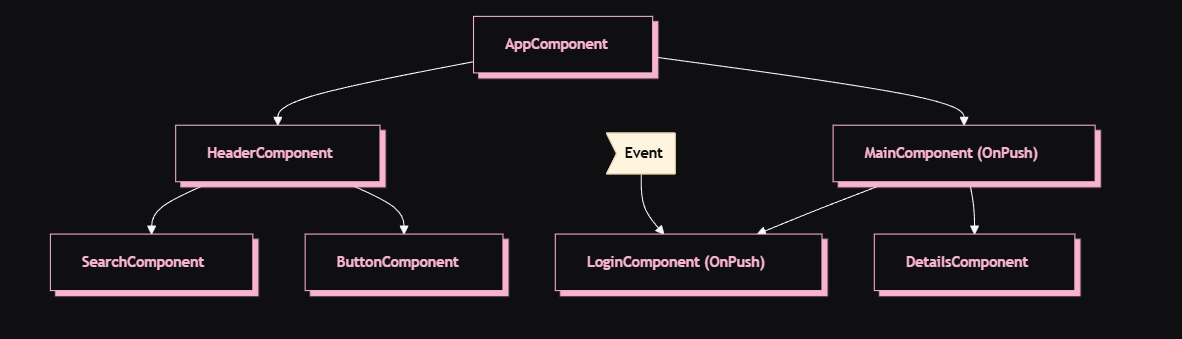 AppComponent
HeaderComponent
Event
MainComponent (OnPush)
SearchComponent
ButtonComponent
LoginComponent (OnPush)
DetailsComponent